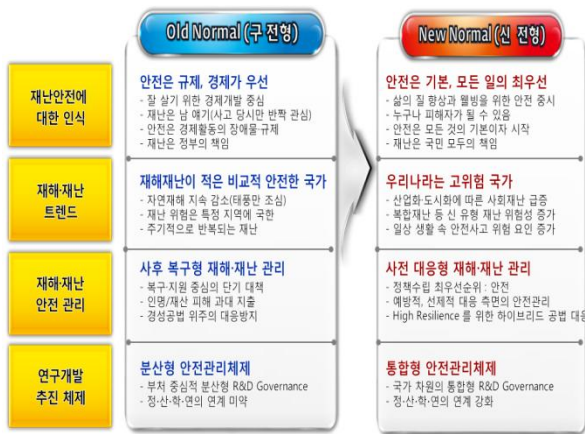 Old Normal (구 전형)
New Normal (신 전형)
재난안전에
대한 인식
안전은 규제, 경제가 우선
- 잘 살기 위한 경제개발 중심
- 재난은 남 얘기(사고 당시만 반짝 관심)
- 안전은 경제활동의 장애물·규제
- 재난은 정부의 책임
안전은 기본, 모든 일의 최우선
- 삶의 질 향상과 웰빙을 위한 안전 중시
- 누구나 피해자가 될 수 있음
- 안전은 모든 것의 기본이자 시작
- 재난은 국민 모두의 책임
재해·재난
트렌드
재해재난이 적은 비교적 안전한 국가
- 자연재해 지속 감소(태풍만 조심)
- 재난 위험은 특정 지역에 국한
- 주기적으로 반복되는 재난
우리나라는 고위험 국가
- 산업화·도시화에 따른 사회재난 급증
- 복합재난 등 신 유형 재난 위험성 증가
- 일상 생활 속 안전사고 위험 요인 증가
재해·재난
안전 관리
사후 복구형 재해·재난 관리
- 복구·지원 중심의 단기 대책
- 인명/재산 피해 과대 지출
- 경성공법 위주의 대응방지
사전 대응형 재해·재난 관리
- 정책수립 최우선순위 : 안전
- 예방적, 선제적 대응 측면의 안전관리
- High Resilience 를 위한 하이브리드 공법 대응
연구개발
추진 체제
분산형 안전관리체제
- 부처 중심적 분산형 R&D Governance
- 정·산·학·연의 연계 미약
통합형 안전관리체제
- 국가 차원의 통합형 R&D Governance
- 정·산·학·연의 연계 강화